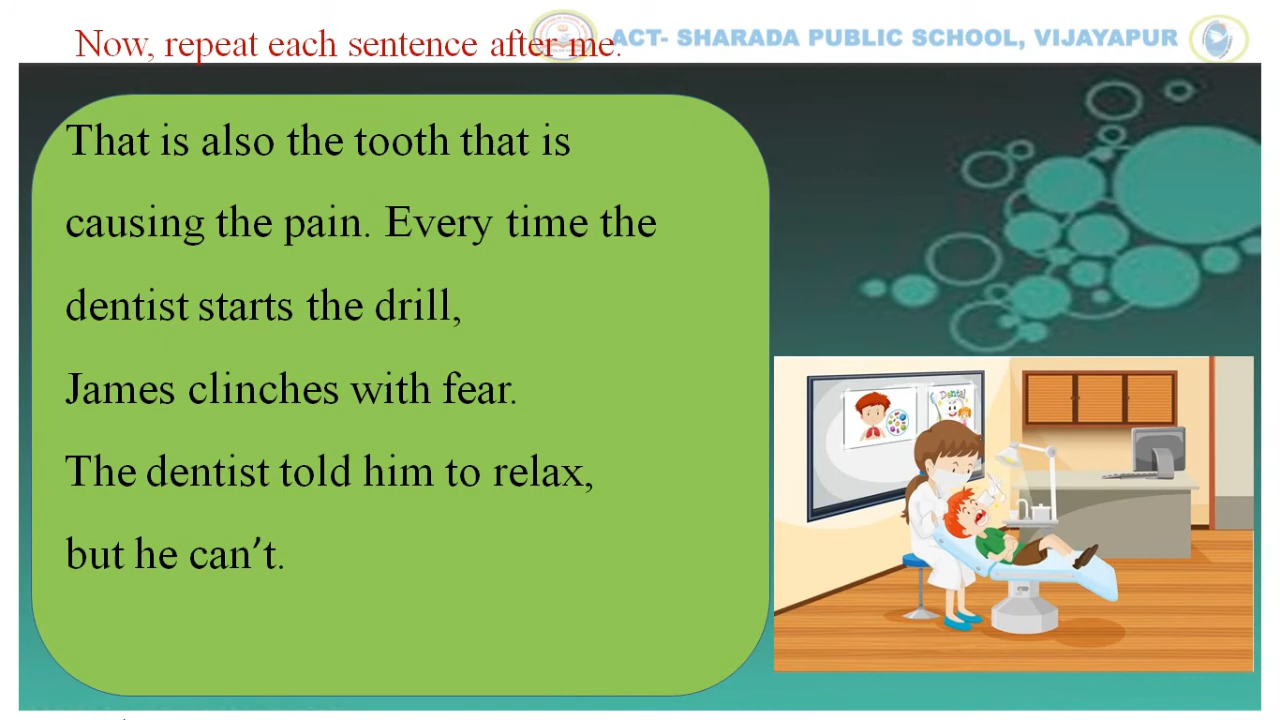 Now, repeat each sentence after me.
ACT- SHARADA PUBLIC SCHOOL, VIJAYAPUR
That is also the tooth that is
causing the pain. Every time the
dentist starts the drill,
James clinches with fear.
The dentist told him to relax,
but he can’t.
Dental